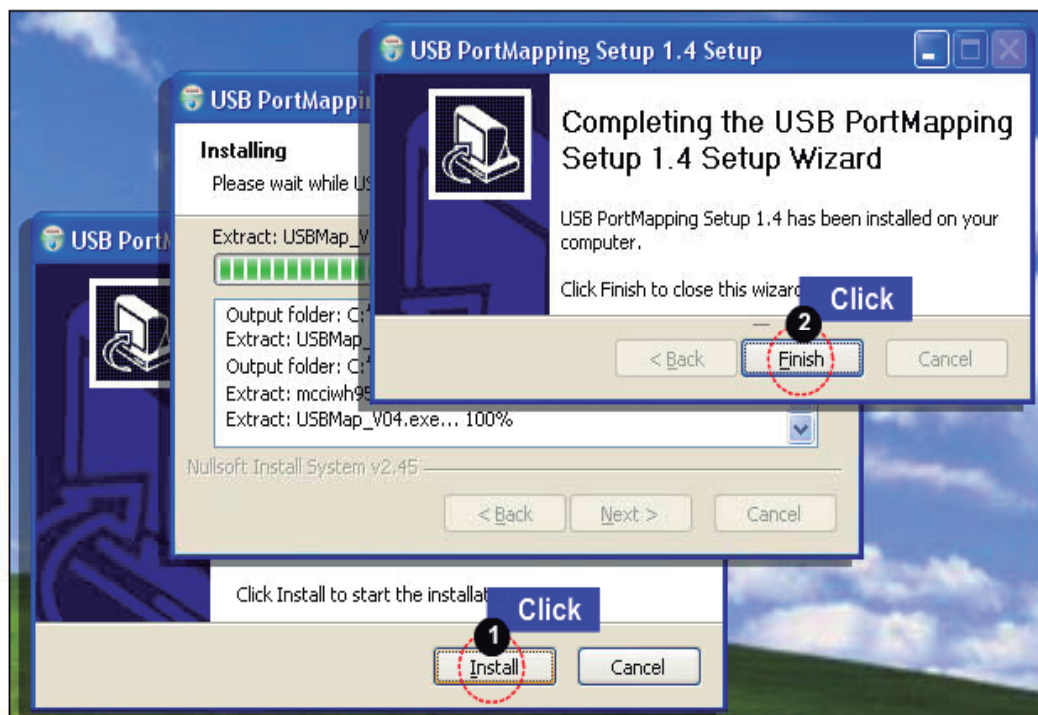 USB PortMapping Setup 1.4 Setup
Completing the USB PortMapping
Setup 1.4 Setup Wizard
USB PortMapping Setup 1.4 has been installed on your
computer.
Click Finish to close this wizard
Click
2
< Back
Finish
Cancel
USB PortMappi
Installing
Please wait while US
Extract: USBMap_V
Output folder: C:
Extract: USBMap_
Output folder: C:
Extract: mcciwh95
Extract: USBMap_V04.exe... 100%
Nullsoft Install System v2.45
< Back
Next >
Cancel
USB Port
Click Install to start the installat
Click
1
Install
Cancel